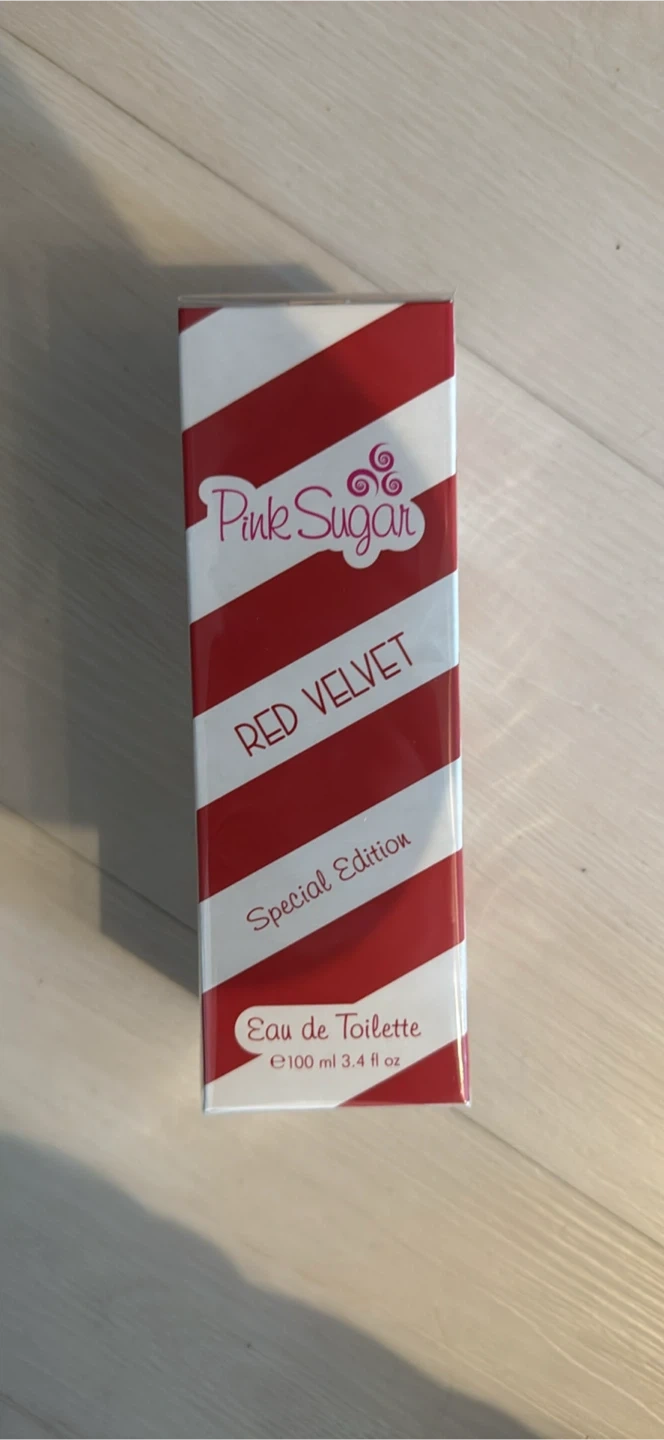 Pink Sugar
RED VELVET
Special Edition
Eau de Toilette
℮100 ml 3.4 fl oz